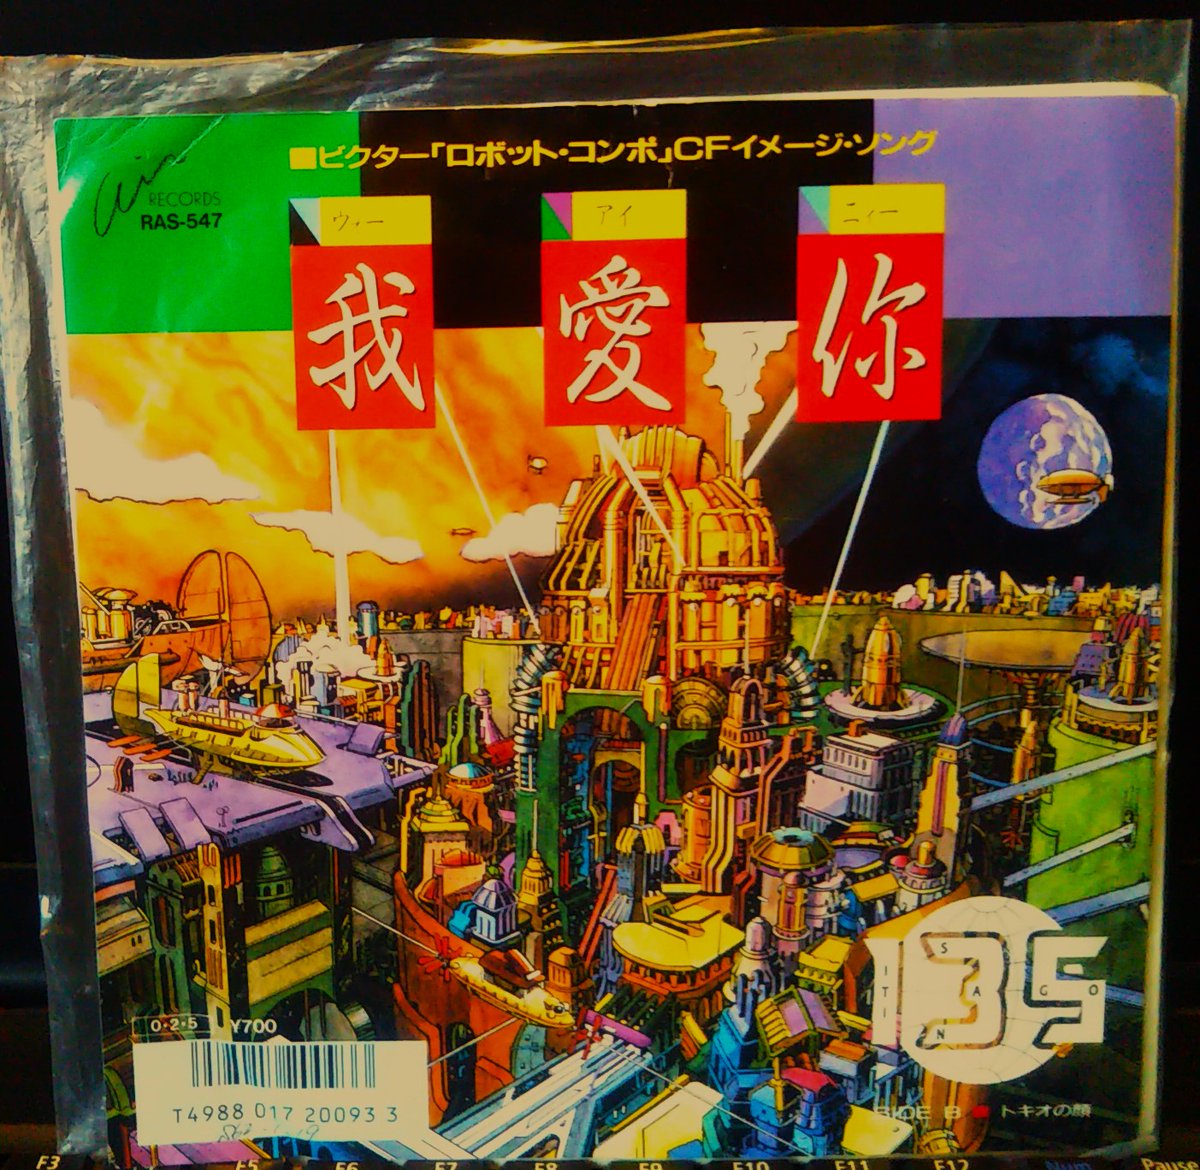 ■ビクター「ロボット・コンポ」CFイメージ・ソング
Air
RECORDS
RAS-547
ウォー アイ ニィー
我愛你
135
ITI SAN GO
0・2・5 ¥700
T4988 017 20093 3
SIDE B ■ トキオの顔
F3 F5 F6 F7 F8 F9 F10 F11 F12